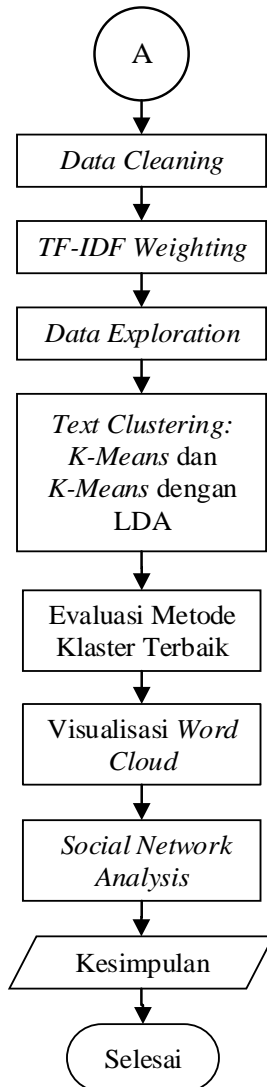 A
Data Cleaning
TF-IDF Weighting
Data Exploration
Text Clustering:
K-Means dan
K-Means dengan
LDA
Evaluasi Metode
Klaster Terbaik
Visualisasi Word
Cloud
Social Network
Analysis
Kesimpulan
Selesai